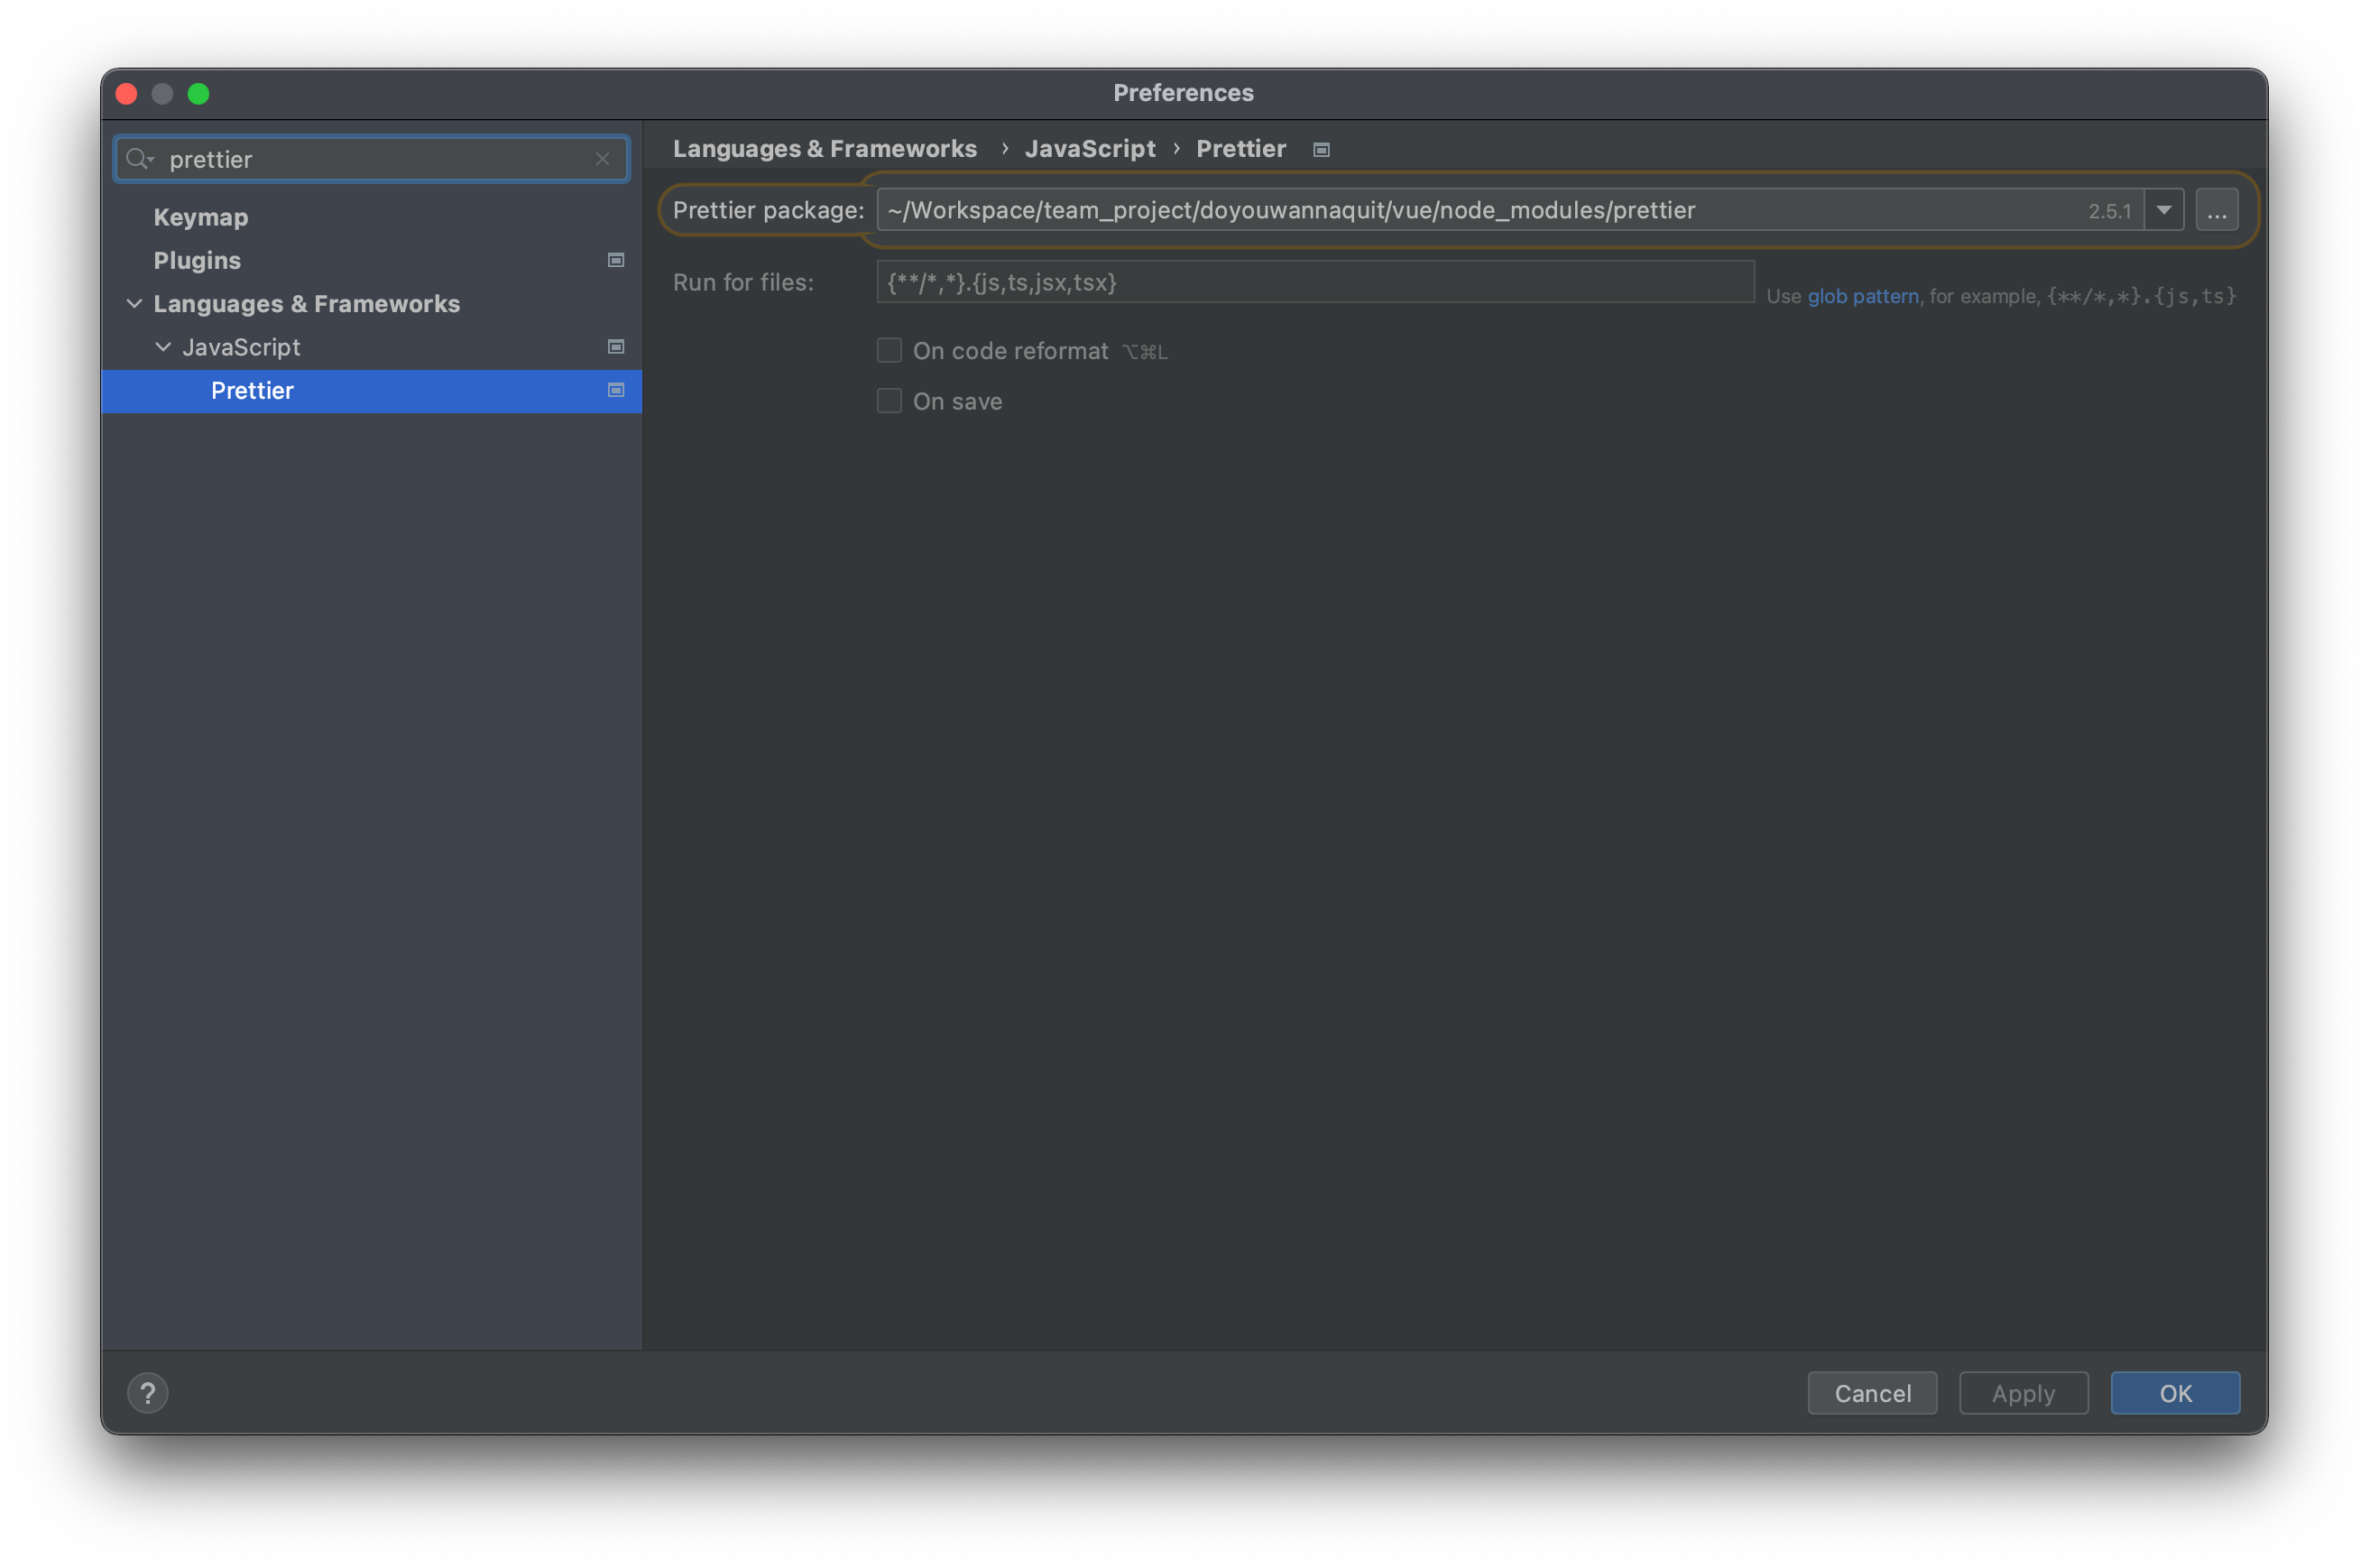 Preferences
prettier
Keymap
Plugins
Languages & Frameworks
JavaScript
Prettier
Languages & Frameworks › JavaScript › Prettier
Prettier package: ~/Workspace/team_project/doyouwannaquit/vue/node_modules/prettier 2.5.1 ...
Run for files: {**/*,*}.{js,ts,jsx,tsx} Use glob pattern, for example, {**/*,*}.{js,ts}
On code reformat ⌥⌘L
On save
? Cancel Apply OK